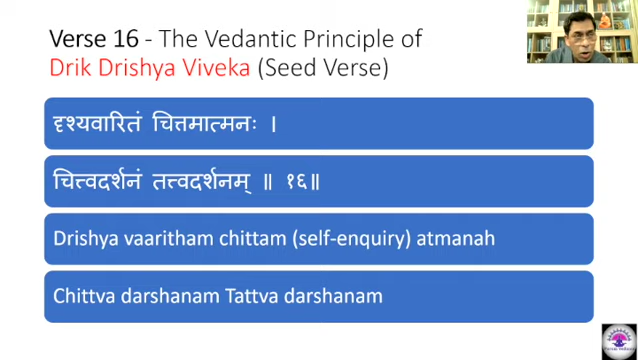 Verse 16 - The Vedantic Principle of
Drik Drishya Viveka (Seed Verse)
दृश्यवारितं चित्तमात्मनः ।
चित्त्वदर्शनं तत्त्वदर्शनम् ॥ १६॥
Drishya vaaritham chittam (self-enquiry) atmanah
Chittva darshanam Tattva darshanam